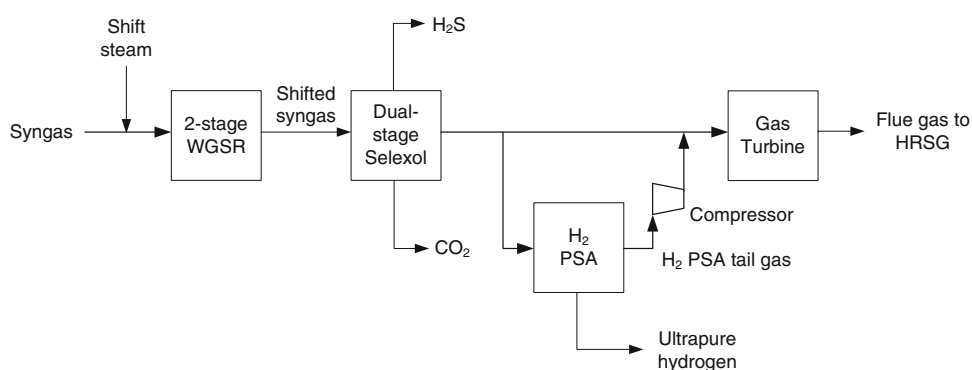 Shift
steam
Syngas
2-stage
WGSR
Shifted
syngas
H₂S
Dual-
stage
Selexol
CO₂
H₂
PSA
Ultrapure
hydrogen
H₂ PSA tail gas
Compressor
Gas
Turbine
Flue gas to
HRSG